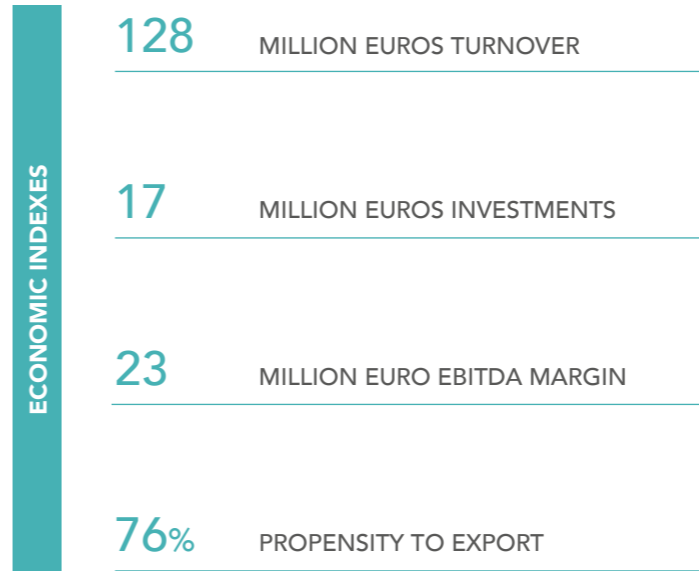 ECONOMIC INDEXES
128 MILLION EUROS TURNOVER
17 MILLION EUROS INVESTMENTS
23 MILLION EURO EBITDA MARGIN
76% PROPENSITY TO EXPORT